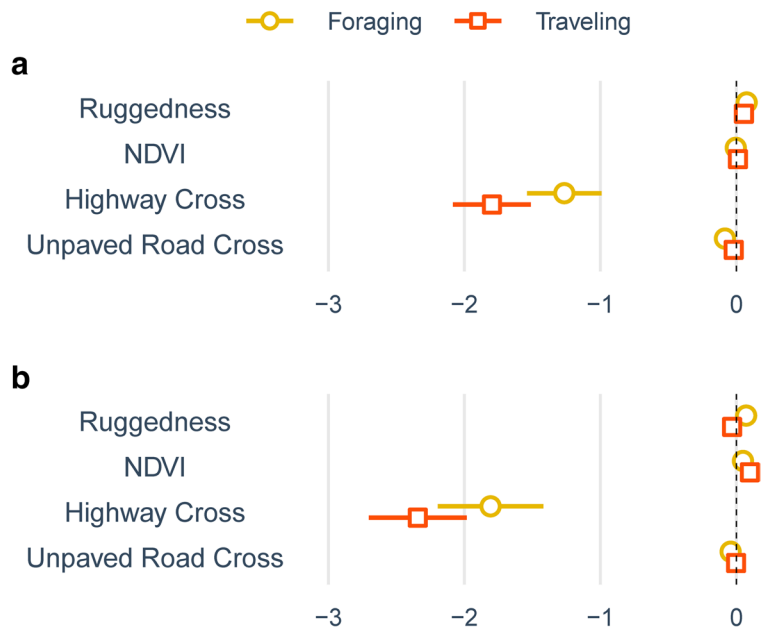 Foraging Traveling
a
Ruggedness
NDVI
Highway Cross
Unpaved Road Cross
−3 −2 −1 0
b
Ruggedness
NDVI
Highway Cross
Unpaved Road Cross
−3 −2 −1 0